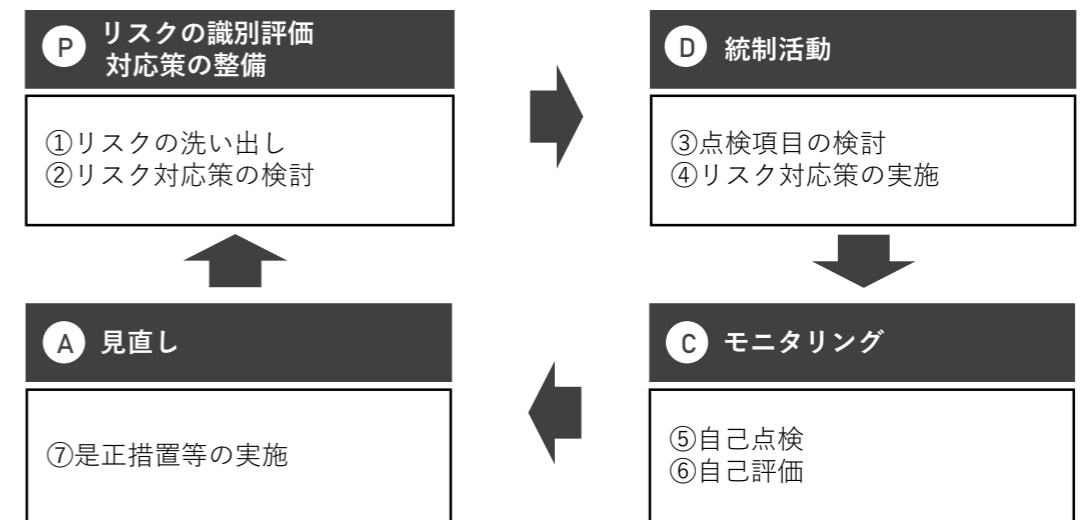 P リスクの識別評価
対応策の整備
①リスクの洗い出し
②リスク対応策の検討
D 統制活動
③点検項目の検討
④リスク対応策の実施
A 見直し
⑦是正措置等の実施
C モニタリング
⑤自己点検
⑥自己評価